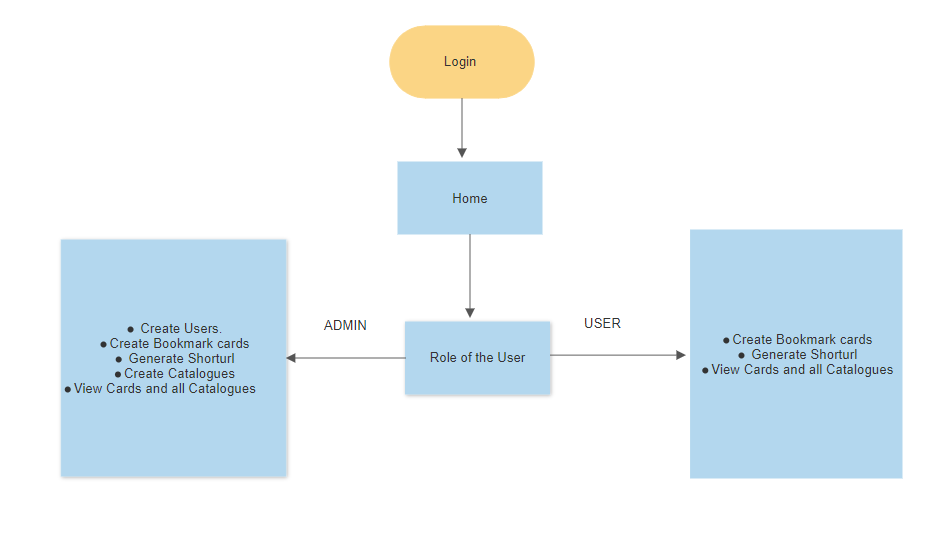 Login
Home
ADMIN
USER
Role of the User
● Create Users.
● Create Bookmark cards
● Generate Shorturl
● Create Catalogues
● View Cards and all Catalogues
● Create Bookmark cards
● Generate Shorturl
● View Cards and all Catalogues